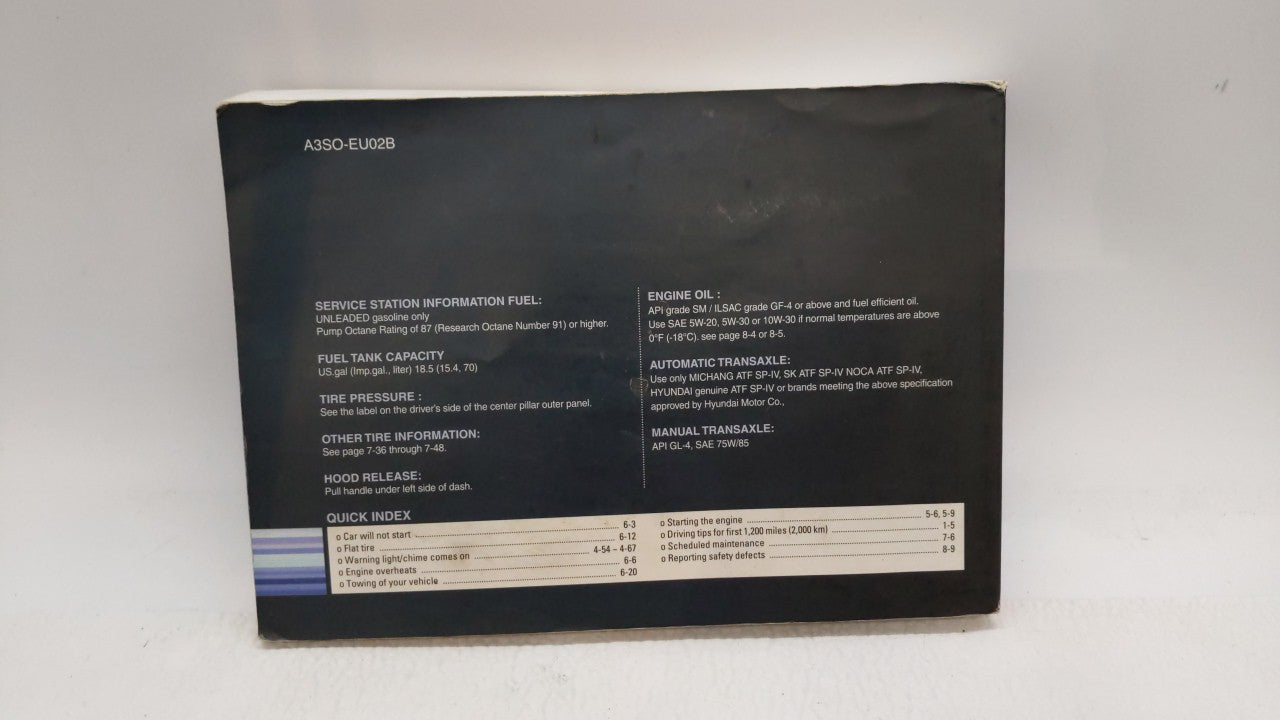 A3SO-EU02B
SERVICE STATION INFORMATION FUEL:
UNLEADED gasoline only
Pump Octane Rating of 87 (Research Octane Number 91) or higher.
FUEL TANK CAPACITY
US.gal (Imp.gal., liter) 18.5 (15.4, 70)
TIRE PRESSURE :
See the label on the driver's side of the center pillar outer panel.
OTHER TIRE INFORMATION:
See page 7-36 through 7-48.
HOOD RELEASE:
Pull handle under left side of dash.
ENGINE OIL :
API grade SM / ILSAC grade GF-4 or above and fuel efficient oil.
Use SAE 5W-20, 5W-30 or 10W-30 if normal temperatures are above
0°F (-18°C). see page 8-4 or 8-5.
AUTOMATIC TRANSAXLE:
Use only MICHANG ATF SP-IV, SK ATF SP-IV NOCA ATF SP-IV,
HYUNDAI genuine ATF SP-IV or brands meeting the above specification
approved by Hyundai Motor Co.,
MANUAL TRANSAXLE:
API GL-4, SAE 75W/85
QUICK INDEX
o Car will not start ........ 6-3
o Flat tire ........ 6-12
o Warning light/chime comes on ........ 4-54 – 4-67
o Engine overheats ........ 6-6
o Towing of your vehicle ........ 6-20
o Starting the engine ........ 5-6, 5-9
o Driving tips for first 1,200 miles (2,000 km) ........ 1-5
o Scheduled maintenance ........ 7-6
o Reporting safety defects ........ 8-9